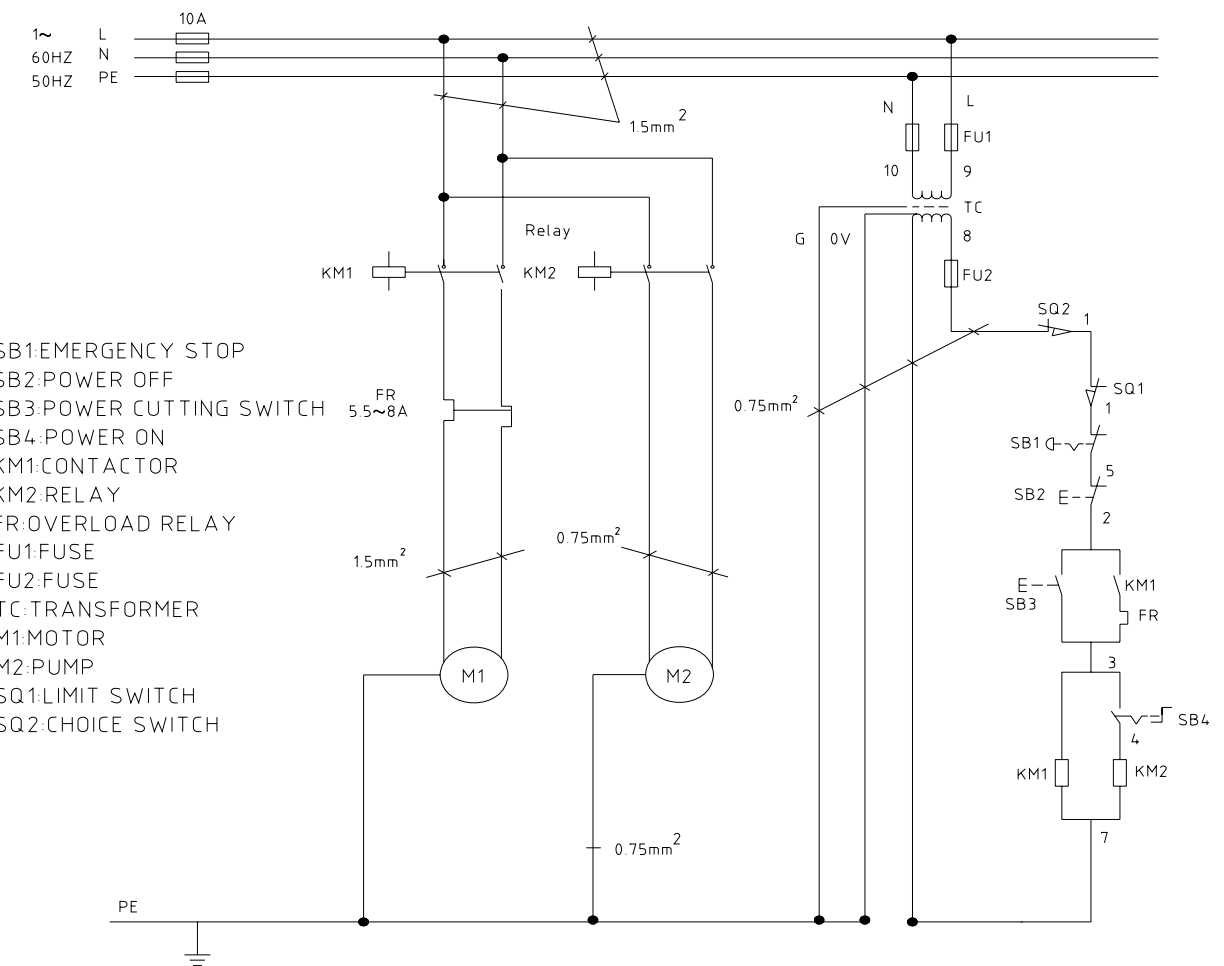 10A
1~ L
60HZ N
50HZ PE
1.5mm²
N L
FU1
10 9
TC
Relay
G 0V 8
KM1
KM2
FU2
SQ2 1
SB1:EMERGENCY STOP
SB2:POWER OFF
SB3:POWER CUTTING SWITCH
SB4:POWER ON
KM1:CONTACTOR
KM2:RELAY
FR:OVERLOAD RELAY
FU1:FUSE
FU2:FUSE
TC:TRANSFORMER
M1:MOTOR
M2:PUMP
SQ1:LIMIT SWITCH
SQ2:CHOICE SWITCH
FR
5.5~8A
0.75mm²
SQ1
1
SB1
5
SB2
2
1.5mm²
0.75mm²
KM1
SB3
FR
3
M1
M2
SB4
4
KM1
KM2
7
0.75mm²
PE